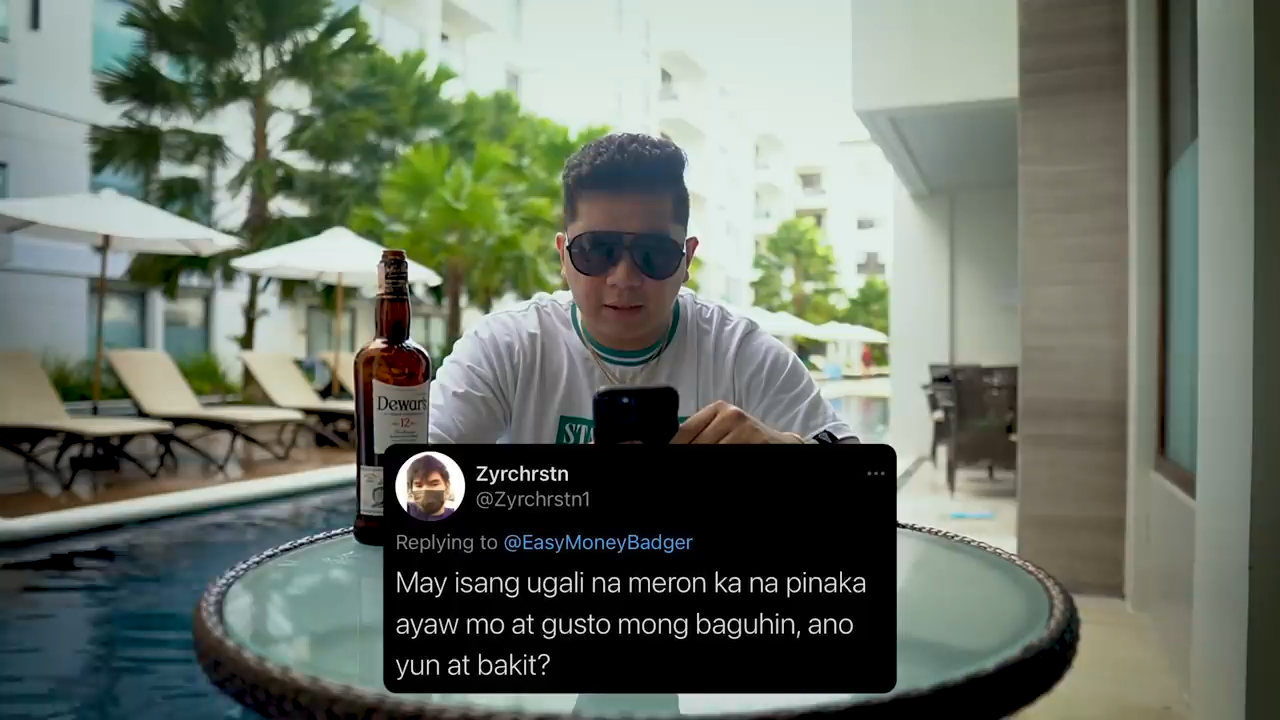 Dewar's
12
ST
Zyrchrstn
@Zyrchrstn1
Replying to @EasyMoneyBadger
May isang ugali na meron ka na pinaka
ayaw mo at gusto mong baguhin, ano
yun at bakit?